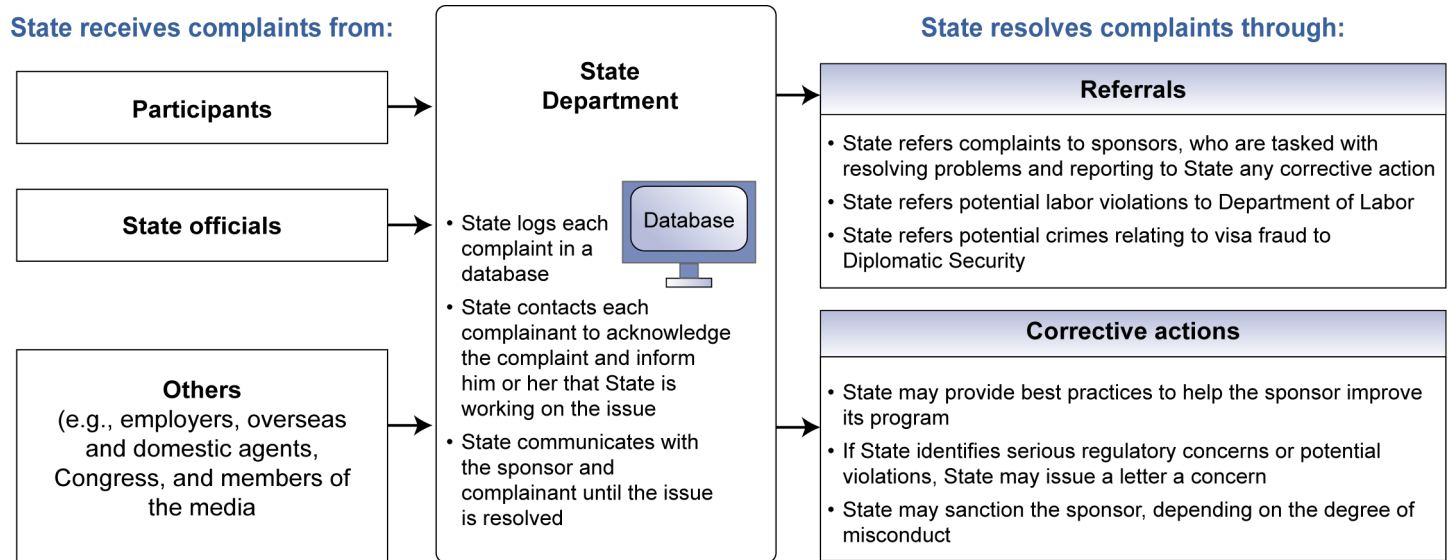 State receives complaints from:
Participants
State officials
Others
(e.g., employers, overseas
and domestic agents,
Congress, and members of
the media
State
Department
Database
• State logs each
complaint in a
database
• State contacts each
complainant to acknowledge
the complaint and inform
him or her that State is
working on the issue
• State communicates with
the sponsor and
complainant until the issue
is resolved
State resolves complaints through:
Referrals
• State refers complaints to sponsors, who are tasked with
resolving problems and reporting to State any corrective action
• State refers potential labor violations to Department of Labor
• State refers potential crimes relating to visa fraud to
Diplomatic Security
Corrective actions
• State may provide best practices to help the sponsor improve
its program
• If State identifies serious regulatory concerns or potential
violations, State may issue a letter a concern
• State may sanction the sponsor, depending on the degree of
misconduct